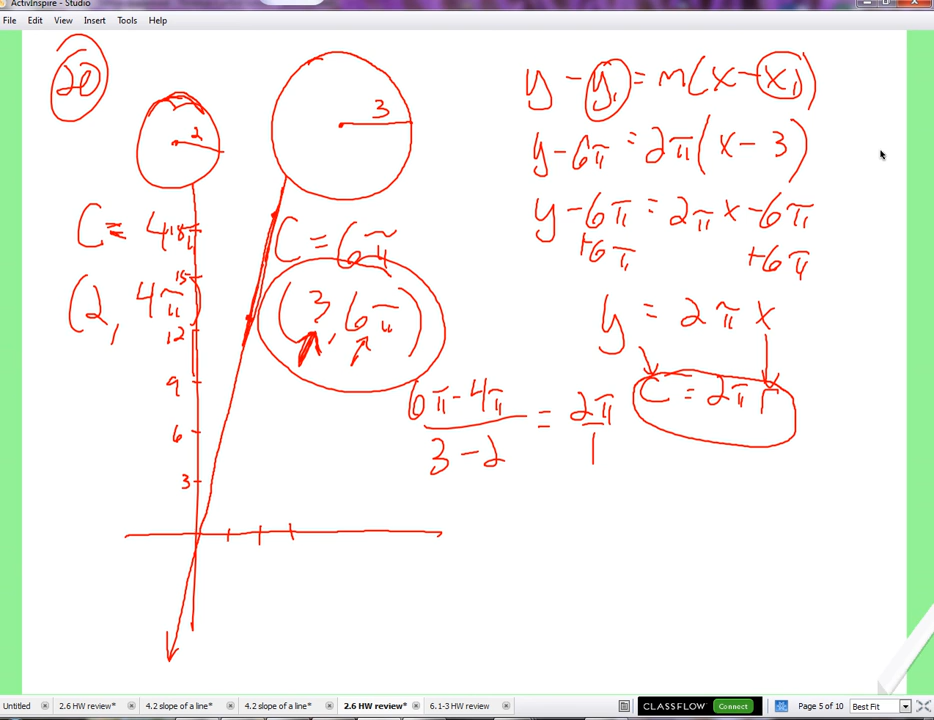 ActivInspire - Studio
File Edit View Insert Tools Help
20
2
3
C = 4π
(2, 4π)
18
15
12
9
6
3
C = 6π
(3, 6π)
6π - 4π / 3 - 2 = 2π / 1
y - y₁ = m(x - x₁)
y - 6π = 2π(x - 3)
y - 6π = 2πx - 6π
+6π +6π
y = 2πx
C = 2πr
Untitled 2.6 HW review* 4.2 slope of a line* 4.2 slope of a line* 2.6 HW review* 6.1-3 HW review
CLASSFLOW Connect
Page 5 of 10 Best Fit